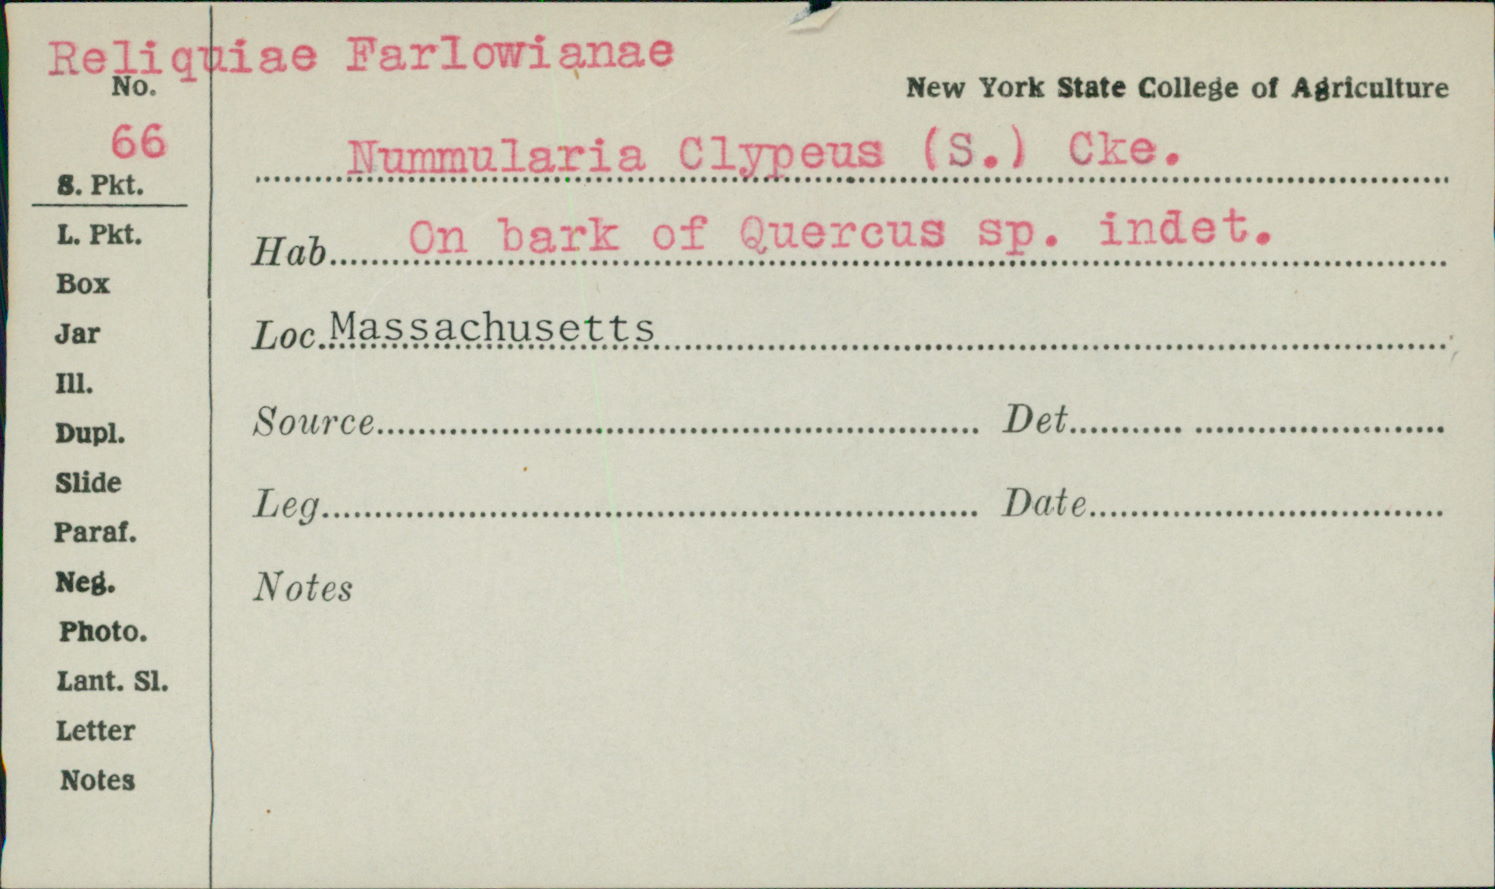 Reliquiae Farlowianae
No.
New York State College of Agriculture
66
Nummularia Clypeus (S.) Cke.
S. Pkt.
L. Pkt.
Hab. On bark of Quercus sp. indet.
Box
Jar
Loc. Massachusetts
Ill.
Dupl.
Source Det.
Slide
Leg. Date
Paraf.
Neg.
Notes
Photo.
Lant. Sl.
Letter
Notes